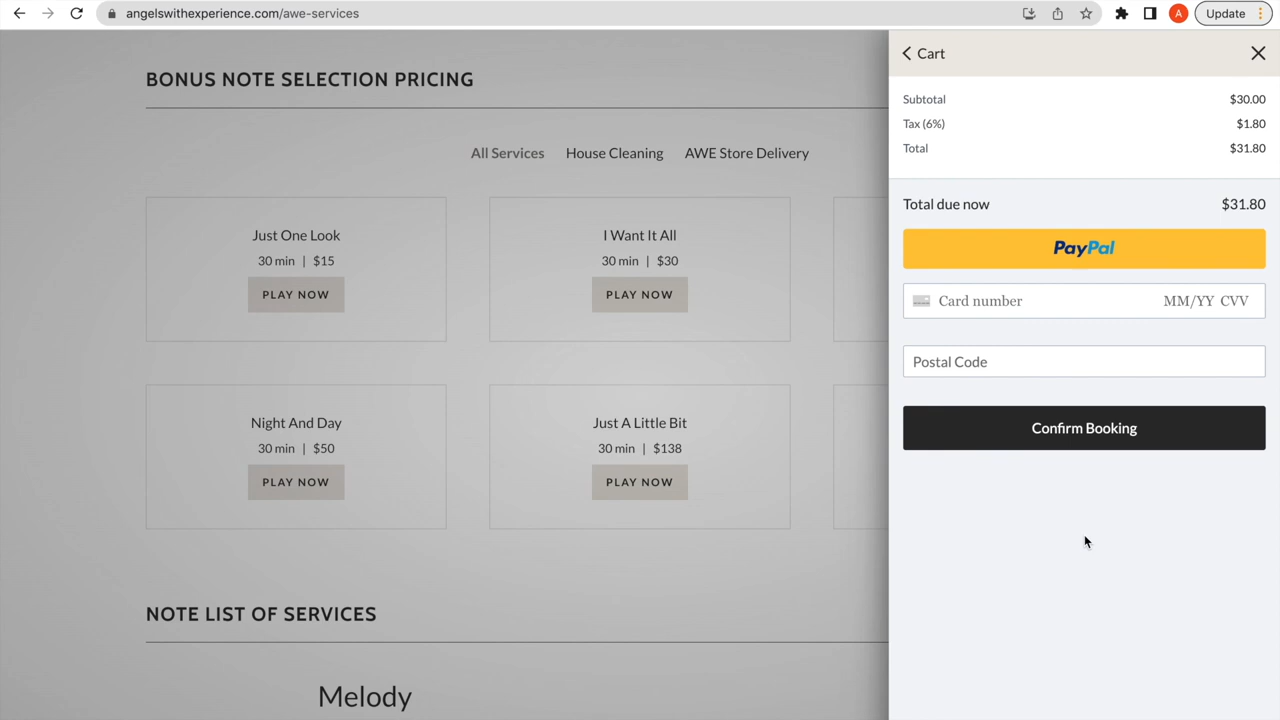 angelswithexperience.com/awe-services
A
Update
BONUS NOTE SELECTION PRICING
All Services House Cleaning AWE Store Delivery
Just One Look
30 min | $15
PLAY NOW
I Want It All
30 min | $30
PLAY NOW
Night And Day
30 min | $50
PLAY NOW
Just A Little Bit
30 min | $138
PLAY NOW
NOTE LIST OF SERVICES
Melody
Cart
Subtotal $30.00
Tax (6%) $1.80
Total $31.80
Total due now $31.80
PayPal
Card number MM/YY CVV
Postal Code
Confirm Booking